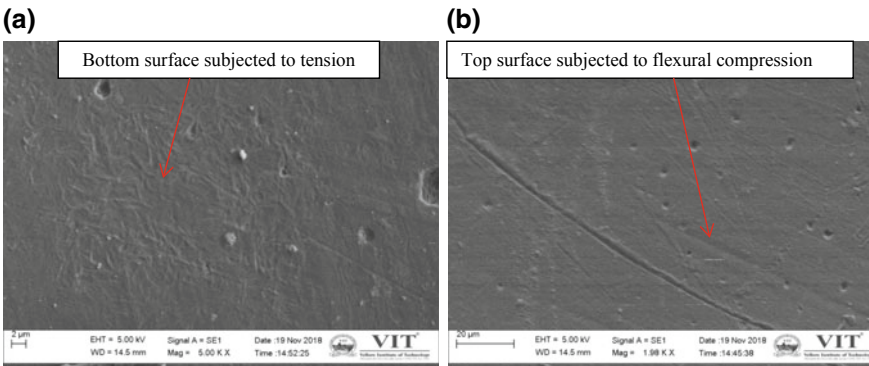 (a)
Bottom surface subjected to tension
2 µm
EHT = 5.00 kV
Signal A = SE1
Date :19 Nov 2018
WD = 14.5 mm
Mag = 5.00 K X
Time :14:52:25
VIT
(b)
Top surface subjected to flexural compression
20 µm
EHT = 5.00 kV
Signal A = SE1
Date :19 Nov 2018
WD = 14.5 mm
Mag = 1.98 K X
Time :14:45:38
VIT